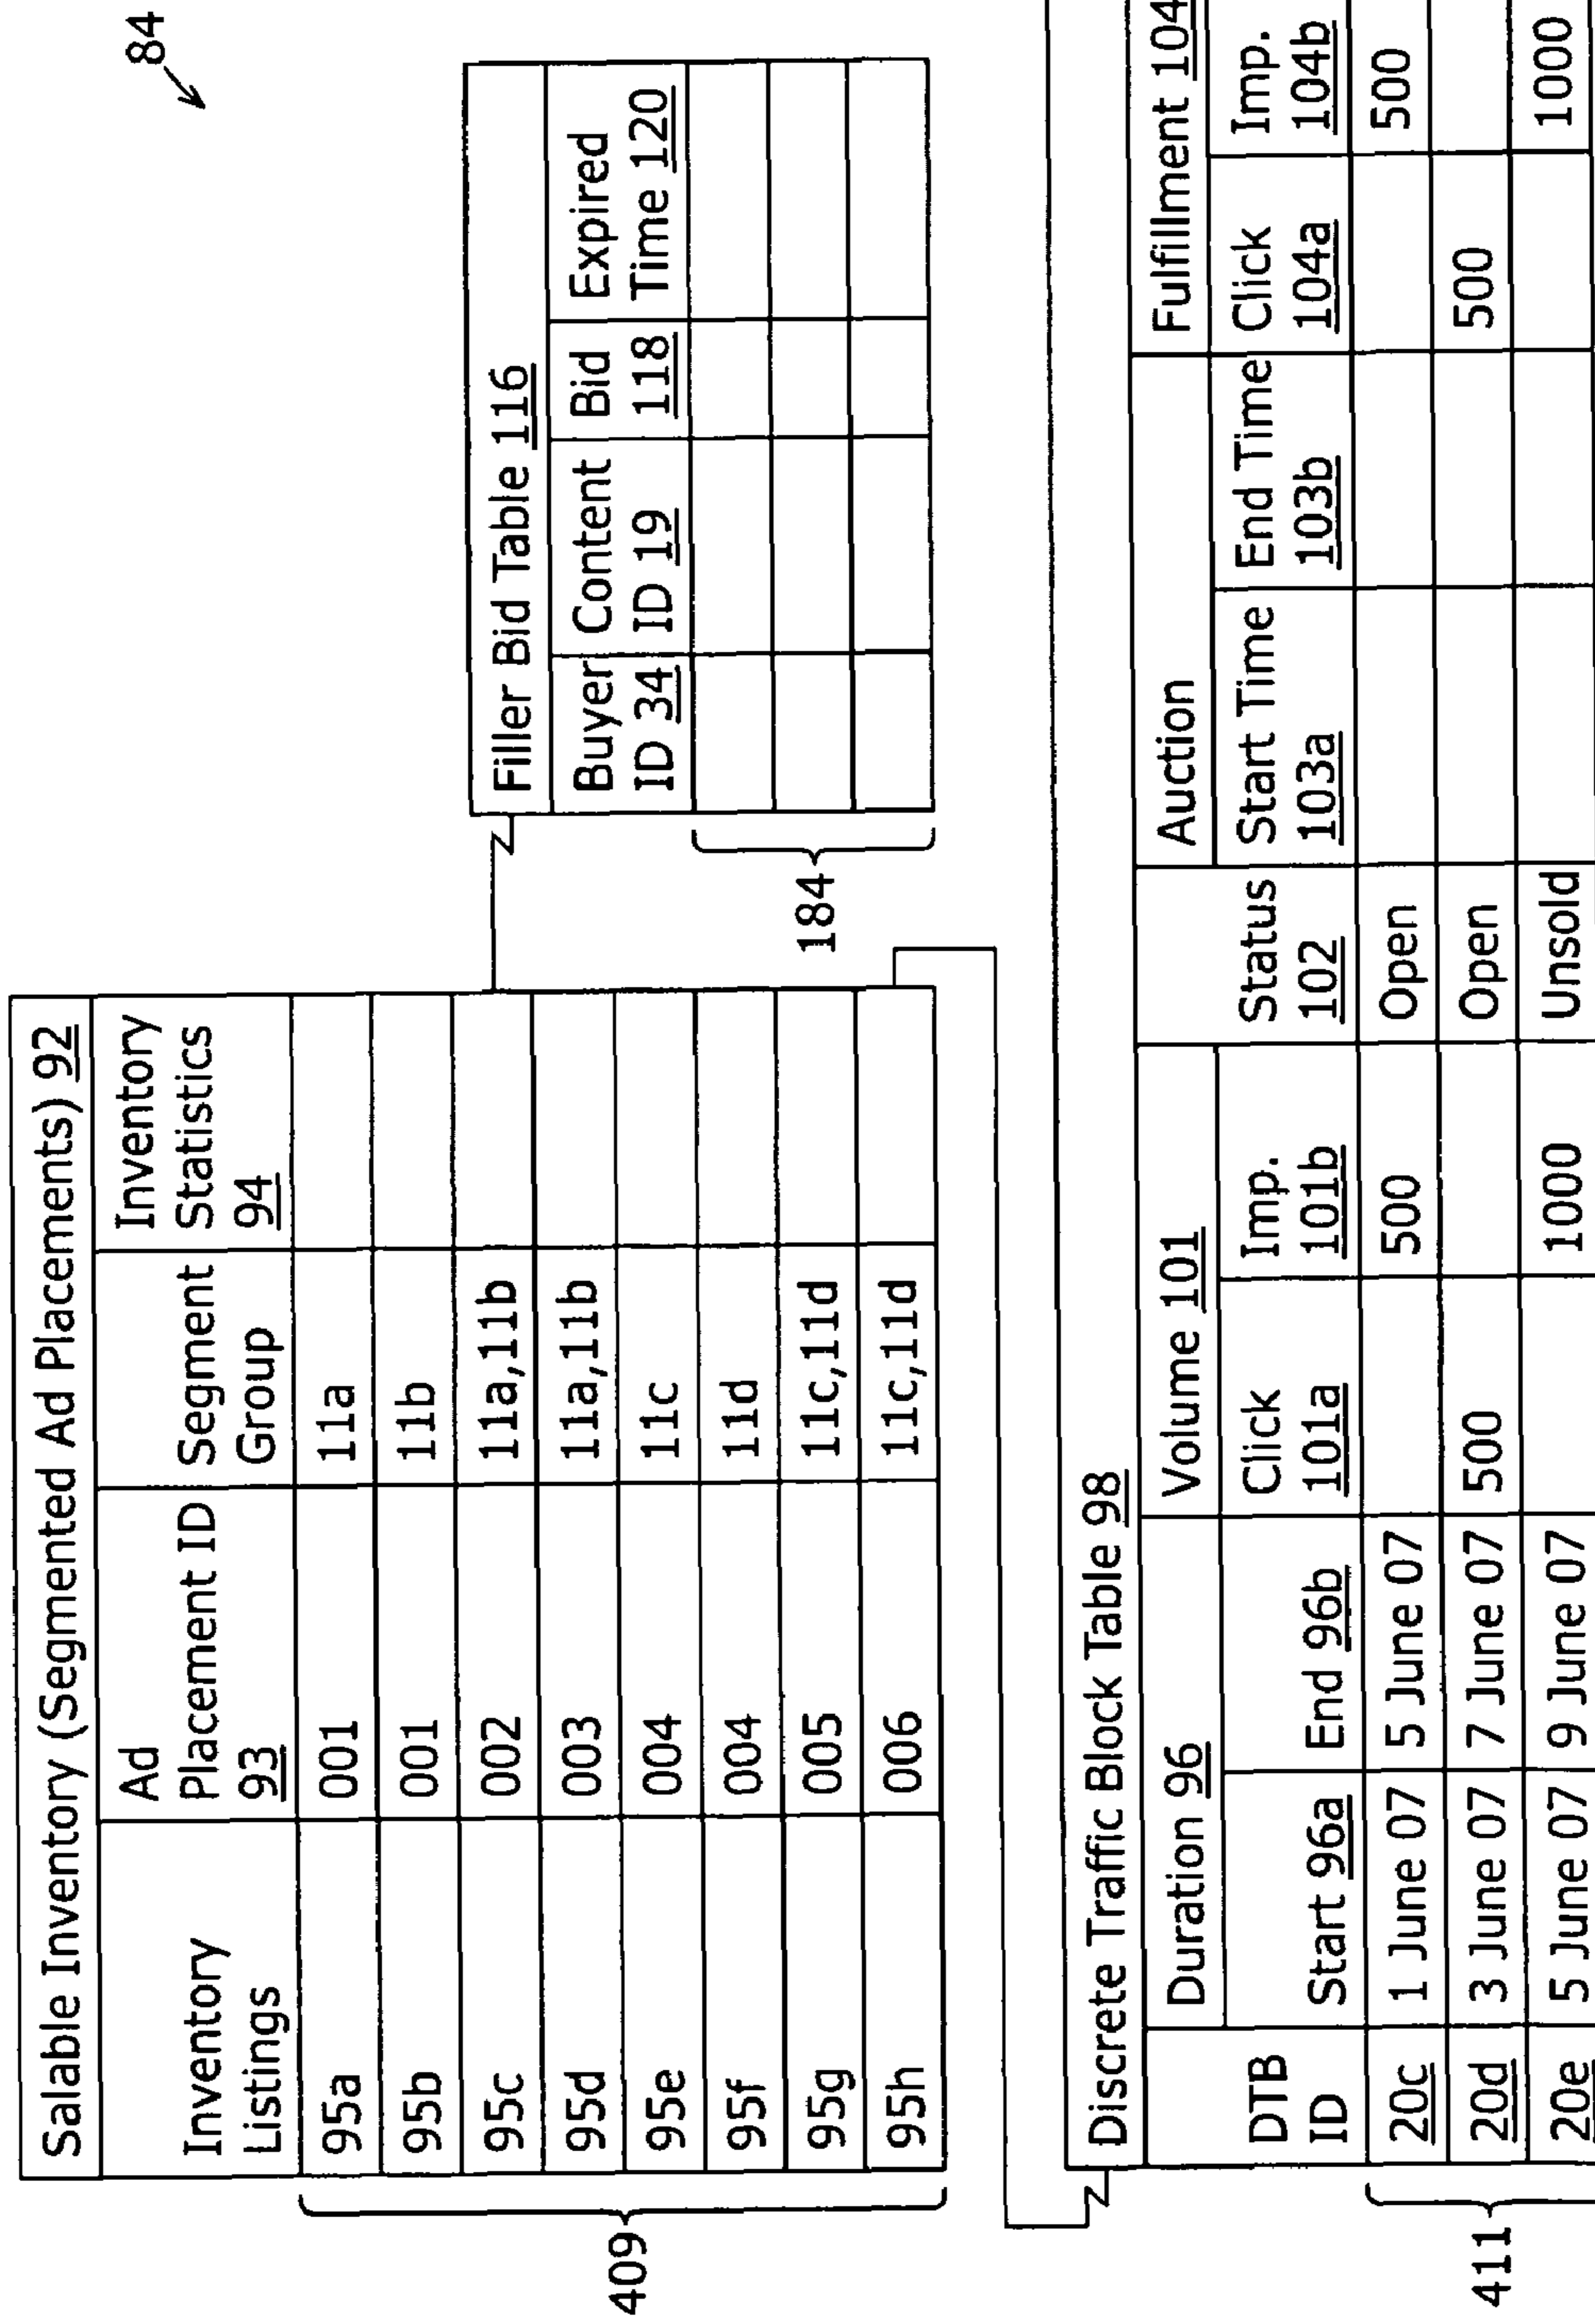 84
Salable Inventory (Segmented Ad Placements) 92
Inventory Listings Ad Placement ID 93 Segment Group Inventory Statistics 94
95a 001 11a
95b 001 11b
95c 002 11a,11b
95d 003 11a,11b
95e 004 11c
95f 004 11d
95g 005 11c,11d
95h 006 11c,11d
409
Filler Bid Table 116
Buyer ID 34 Content ID 19 Bid 118 Expired Time 120
184
Discrete Traffic Block Table 98
Duration 96 Volume 101 Auction Fulfillment 104
DTB ID Start 96a End 96b Click 101a Imp. 101b Status 102 Start Time 103a End Time 103b Click 104a Imp. 104b
20c 1 June 07 5 June 07 500 Open 500
20d 3 June 07 7 June 07 500 Open 500
20e 5 June 07 9 June 07 1000 Unsold 1000
411